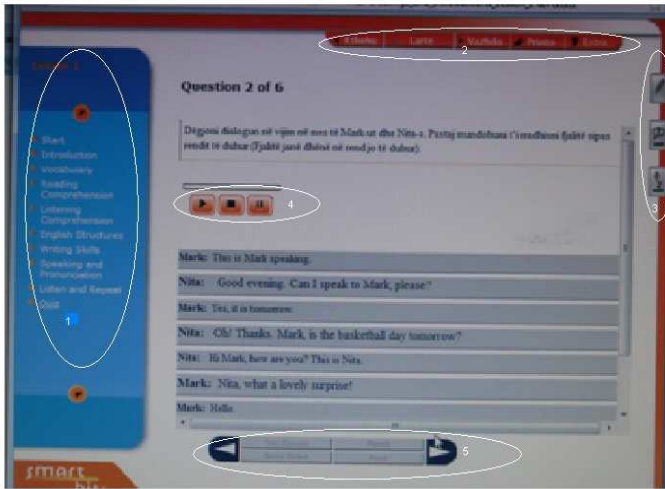 Lesson 1
Question 2 of 6
2
Dëgjoni dialogun në vijim në mes të Mark-ut dhe Nita-s. Pastaj mundohuni t'i rendisni fjalitë sipas
rendit të duhur.(Fjalitë janë dhënë në rend jo të duhur).
Start
Introduction
Vocabulary
Reading
Comprehension
Listening
Comprehension
English Structures
Writing Skills
Speaking and
Pronunciation
Listen and Repeat
Quiz
1
3
4
Mark: This is Mark speaking.
Nita: Good evening. Can I speak to Mark, please?
Mark: Yes, it is tomorrow.
Nita: Oh! Thanks. Mark, is the basketball day tomorrow?
Nita: Hi Mark, how are you? This is Nita.
Mark: Nita, what a lovely surprise!
Mark: Hello.
5
smart